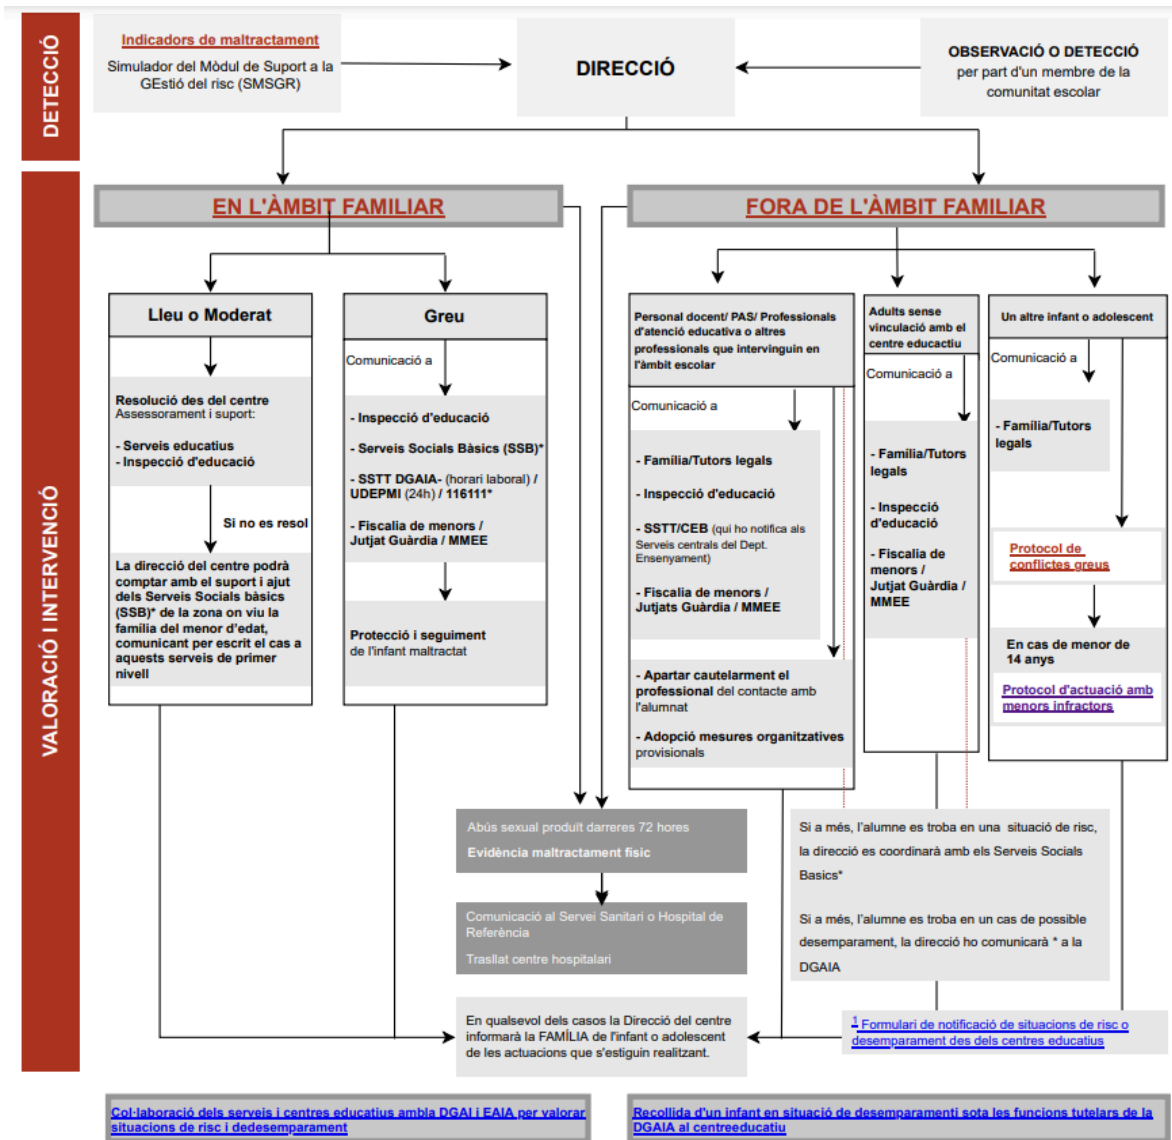 DETECCIÓ
Indicadors de maltractament
Simulador del Mòdul de Suport a la
GEstió del risc (SMSGR)
DIRECCIÓ
OBSERVACIÓ O DETECCIÓ
per part d'un membre de la
comunitat escolar
VALORACIÓ I INTERVENCIÓ
EN L'ÀMBIT FAMILIAR
FORA DE L'ÀMBIT FAMILIAR
Lleu o Moderat
Resolució des del centre
Assessorament i suport:
- Serveis educatius
- Inspecció d'educació
Si no es resol
La direcció del centre podrà
comptar amb el suport i ajut
dels Serveis Socials bàsics
(SSB)* de la zona on viu la
família del menor d'edat,
comunicant per escrit el cas a
aquests serveis de primer
nivell
Greu
Comunicació a
- Inspecció d'educació
- Serveis Socials Bàsics (SSB)*
- SSTT DGAIA- (horari laboral) /
UDEPMI (24h) / 116111*
- Fiscalia de menors /
Jutjat Guàrdia / MMEE
Protecció i seguiment
de l'infant maltractat
Personal docent/ PAS/ Professionals
d'atenció educativa o altres
professionals que intervinguin en
l'àmbit escolar
Comunicació a
- Família/Tutors legals
- Inspecció d'educació
- SSTT/CEB (qui ho notifica als
Serveis centrals del Dept.
Ensenyament)
- Fiscalia de menors /
Jutjats Guàrdia / MMEE
- Apartar cautelarment el
professional del contacte amb
l'alumnat
- Adopció mesures organitzatives
provisionals
Adults sense
vinculació amb el
centre educactiu
Comunicació a
- Família/Tutors
legals
- Inspecció
d'educació
- Fiscalia de
menors /
Jutjat Guàrdia /
MMEE
Un altre infant o adolescent
Comunicació a
- Família/Tutors
legals
Protocol de
conflictes greus
En cas de menor de
14 anys
Protocol d'actuació amb
menors infractors
Abús sexual produït darreres 72 hores
Evidència maltractament físic
Comunicació al Servei Sanitari o Hospital de
Referència
Trasllat centre hospitalari
Si a més, l'alumne es troba en una situació de risc,
la direcció es coordinarà amb els Serveis Socials
Basics*
Si a més, l'alumne es troba en un cas de possible
desemparament, la direcció ho comunicarà * a la
DGAIA
En qualsevol dels casos la Direcció del centre
informarà la FAMÍLIA de l'infant o adolescent
de les actuacions que s'estiguin realitzant.
1 Formulari de notificació de situacions de risc o
desemparament des dels centres educatius
Col·laboració dels serveis i centres educatius ambla DGAI i EAIA per valorar
situacions de risc i dedesemparament
Recollida d'un infant en situació de desemparamenti sota les funcions tutelars de la
DGAIA al centreeducatiu